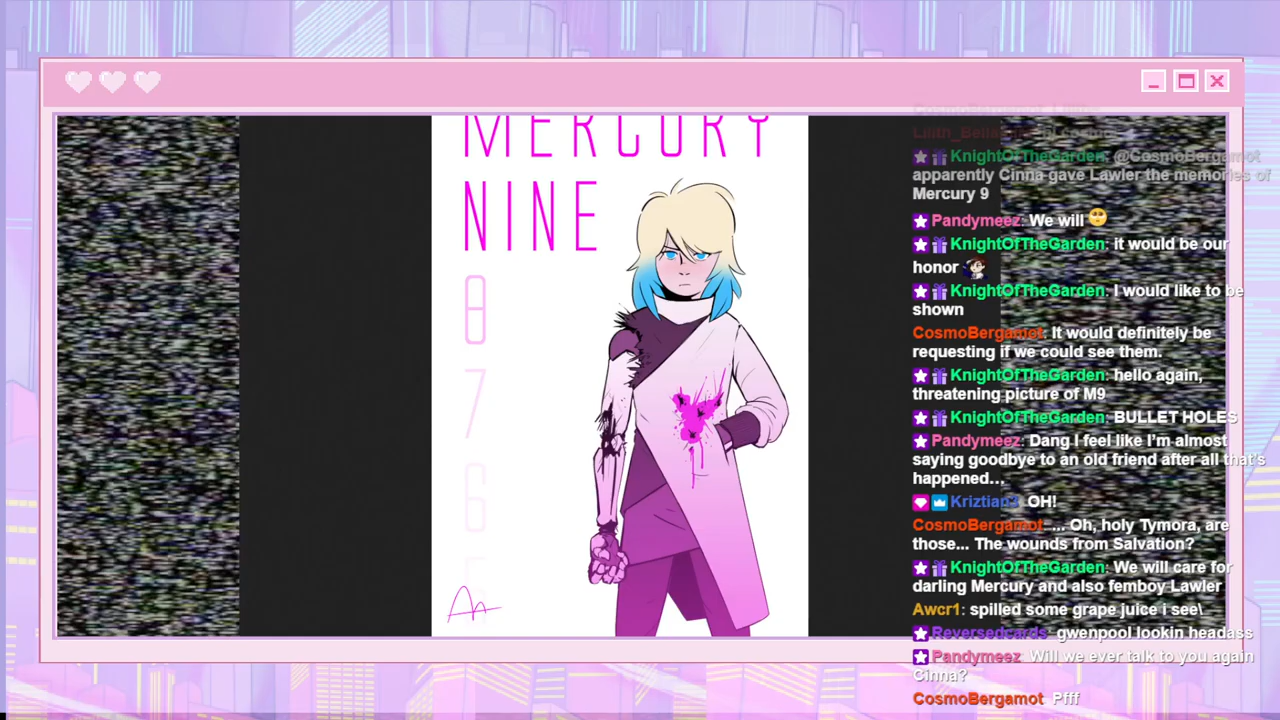 MERCURY
NINE
8
7
6
CosmoBergamot
KnightOfTheGarden: @CosmoBergamot
apparently Cinna gave Lawler the memories of
Mercury 9
Pandymeez: We will
KnightOfTheGarden: it would be our
honor
KnightOfTheGarden: I would like to be
shown
CosmoBergamot: It would definitely be
requesting if we could see them.
KnightOfTheGarden: hello again,
threatening picture of M9
KnightOfTheGarden: BULLET HOLES
Pandymeez: Dang I feel like I'm almost
saying goodbye to an old friend after all that's
happened...
Kriztian3: OH!
CosmoBergamot: ... Oh, holy Tymora, are
those... The wounds from Salvation?
KnightOfTheGarden: We will care for
darling Mercury and also femboy Lawler
Awcr1: spilled some grape juice i see\
Reversedcards: gwenpool lookin headass
Pandymeez: Will we ever talk to you again
Cinna?
CosmoBergamot: Pfff